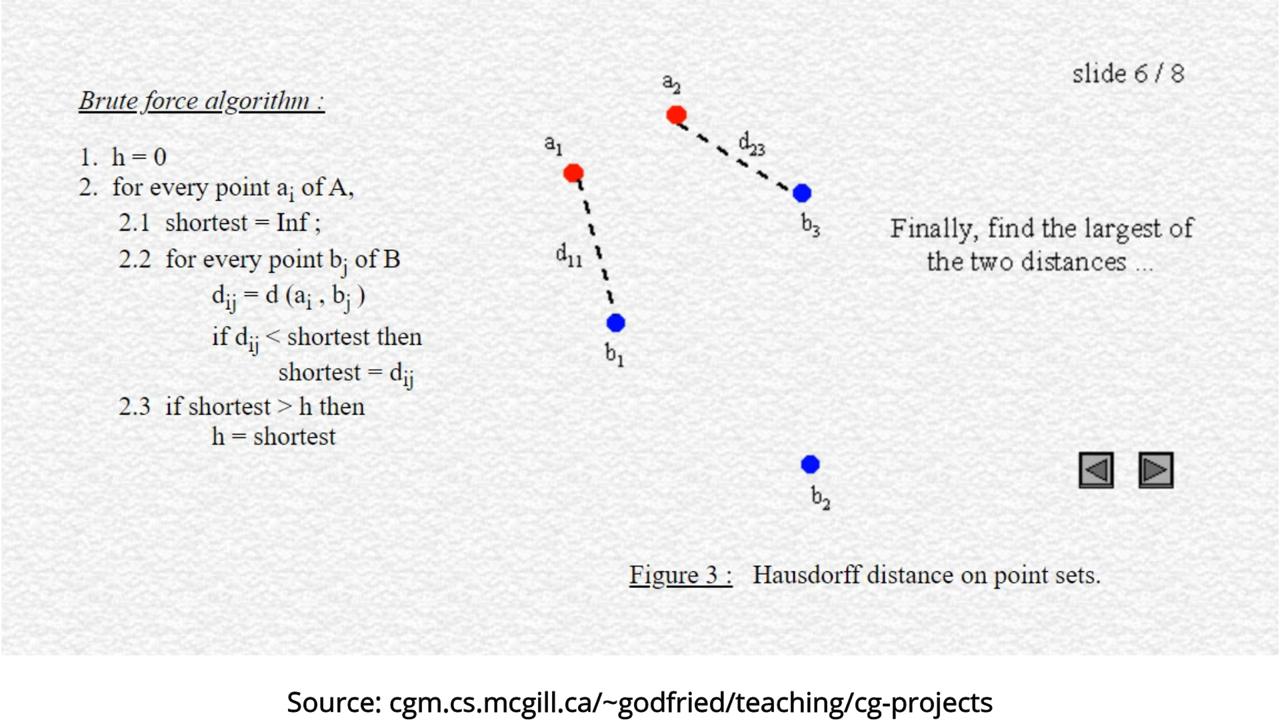 slide 6 / 8
Brute force algorithm :
1. h = 0
2. for every point ai of A,
2.1 shortest = Inf ;
2.2 for every point bj of B
dij = d (ai , bj )
if dij < shortest then
shortest = dij
2.3 if shortest > h then
h = shortest
a2
a1
d23
b3
d11
b1
b2
Finally, find the largest of
the two distances ...
Figure 3 : Hausdorff distance on point sets.
Source: cgm.cs.mcgill.ca/~godfried/teaching/cg-projects